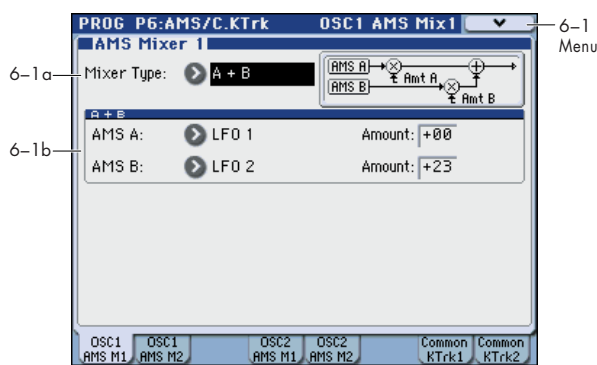 PROG P6:AMS/C.KTrk OSC1 AMS Mix1
6–1
Menu
AMS Mixer 1
6–1a
Mixer Type: A + B
AMS A
Amt A
AMS B
Amt B
A + B
6–1b
AMS A: LFO 1 Amount: +00
AMS B: LFO 2 Amount: +23
OSC1 AMS M1
OSC1 AMS M2
OSC2 AMS M1
OSC2 AMS M2
Common KTrk1
Common KTrk2